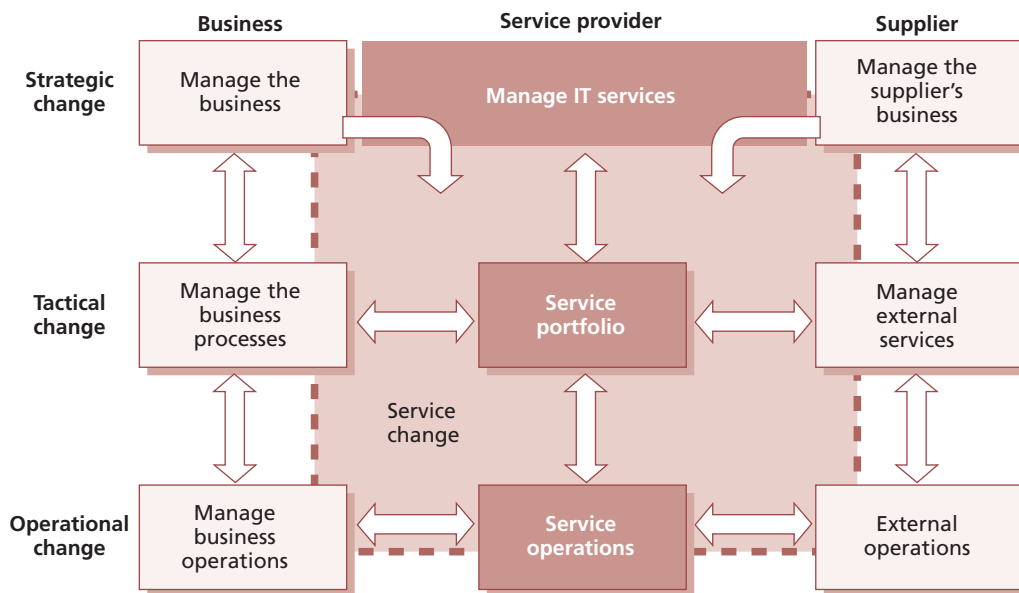 Business
Service provider
Supplier
Strategic
change
Manage the
business
Manage IT services
Manage the
supplier’s
business
Tactical
change
Manage the
business
processes
Service
portfolio
Manage
external
services
Service
change
Operational
change
Manage
business
operations
Service
operations
External
operations